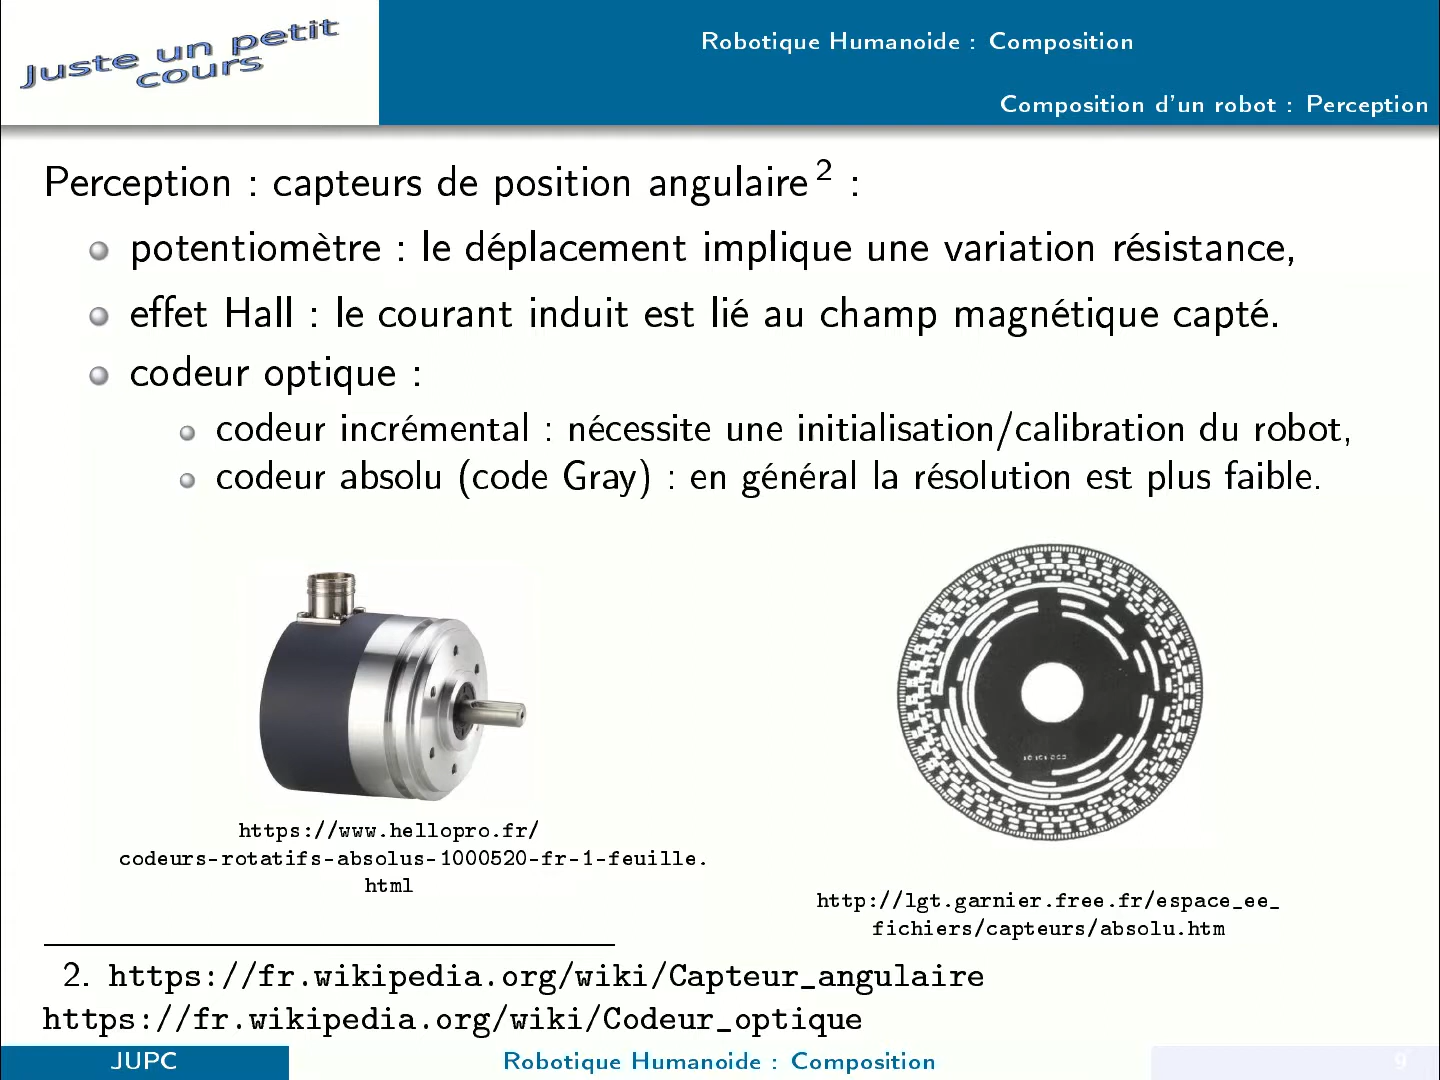 Juste un petit
cours
Robotique Humanoide : Composition
Composition d'un robot : Perception
Perception : capteurs de position angulaire 2 :
potentiomètre : le déplacement implique une variation résistance,
effet Hall : le courant induit est lié au champ magnétique capté.
codeur optique :
codeur incrémental : nécessite une initialisation/calibration du robot,
codeur absolu (code Gray) : en général la résolution est plus faible.
https://www.hellopro.fr/
codeurs-rotatifs-absolus-1000520-fr-1-feuille.
html
http://lgt.garnier.free.fr/espace_ee_
fichiers/capteurs/absolu.htm
2. https://fr.wikipedia.org/wiki/Capteur_angulaire
https://fr.wikipedia.org/wiki/Codeur_optique
JUPC
Robotique Humanoide : Composition
9